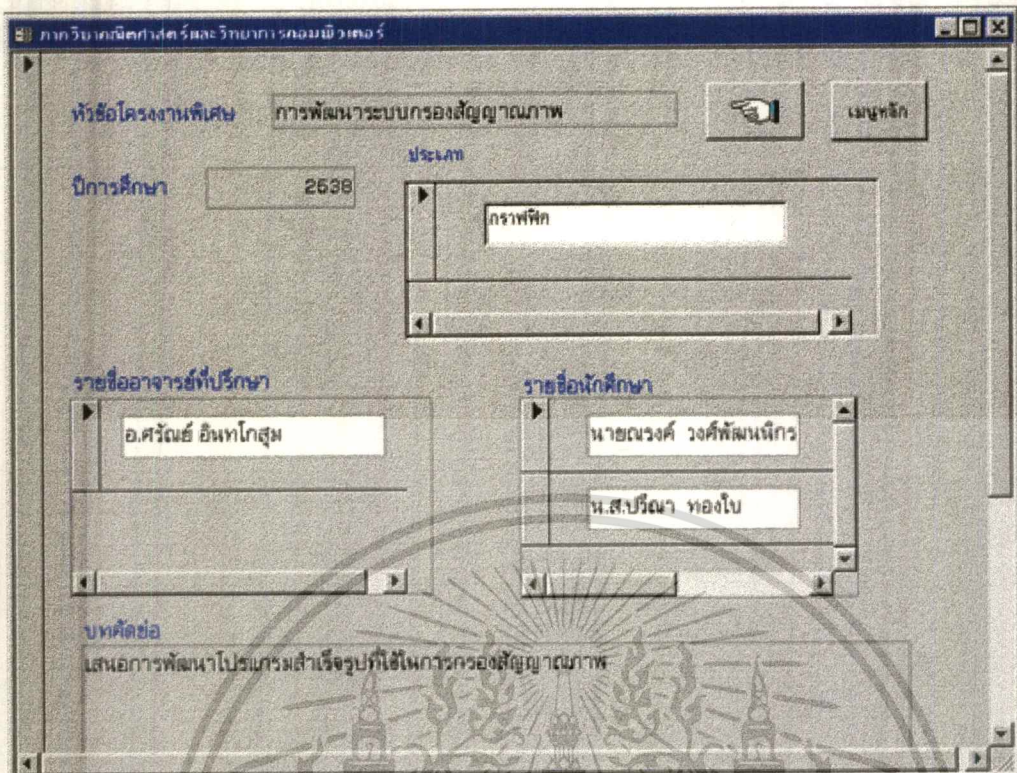 ภาควิชาคณิตศาสตร์และวิทยาการคอมพิวเตอร์
หัวข้อโครงงานพิเศษ การพัฒนาระบบกรองสัญญาณภาพ เมนูหลัก
ประเภท
ปีการศึกษา 2538
กราฟฟิค
รายชื่ออาจารย์ที่ปรึกษา รายชื่อนักศึกษา
อ.ศรัณย์ อินทโกสุม นายณรงค์ วงศ์พัฒนนิกร
น.ส.ปวีณา ทองใบ
บทคัดย่อ
เสนอการพัฒนาโปรแกรมสำเร็จรูปที่ใช้ในการกรองสัญญาณภาพ